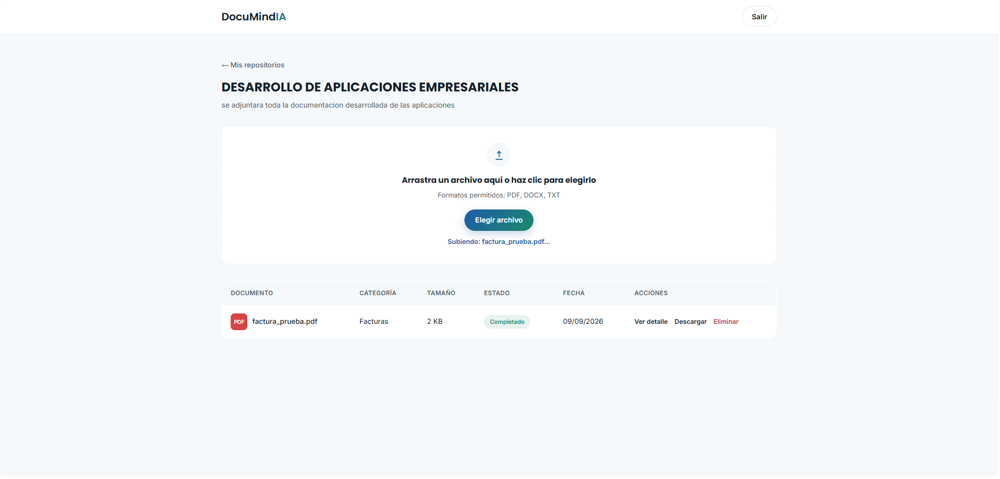 DocuMindIA
Salir
← Mis repositorios
DESARROLLO DE APLICACIONES EMPRESARIALES
se adjuntara toda la documentacion desarrollada de las aplicaciones
Arrastra un archivo aquí o haz clic para elegirlo
Formatos permitidos: PDF, DOCX, TXT
Elegir archivo
Subiendo: factura_prueba.pdf...
DOCUMENTO CATEGORÍA TAMAÑO ESTADO FECHA ACCIONES
PDF factura_prueba.pdf Facturas 2 KB Completado 09/09/2026 Ver detalle Descargar Eliminar